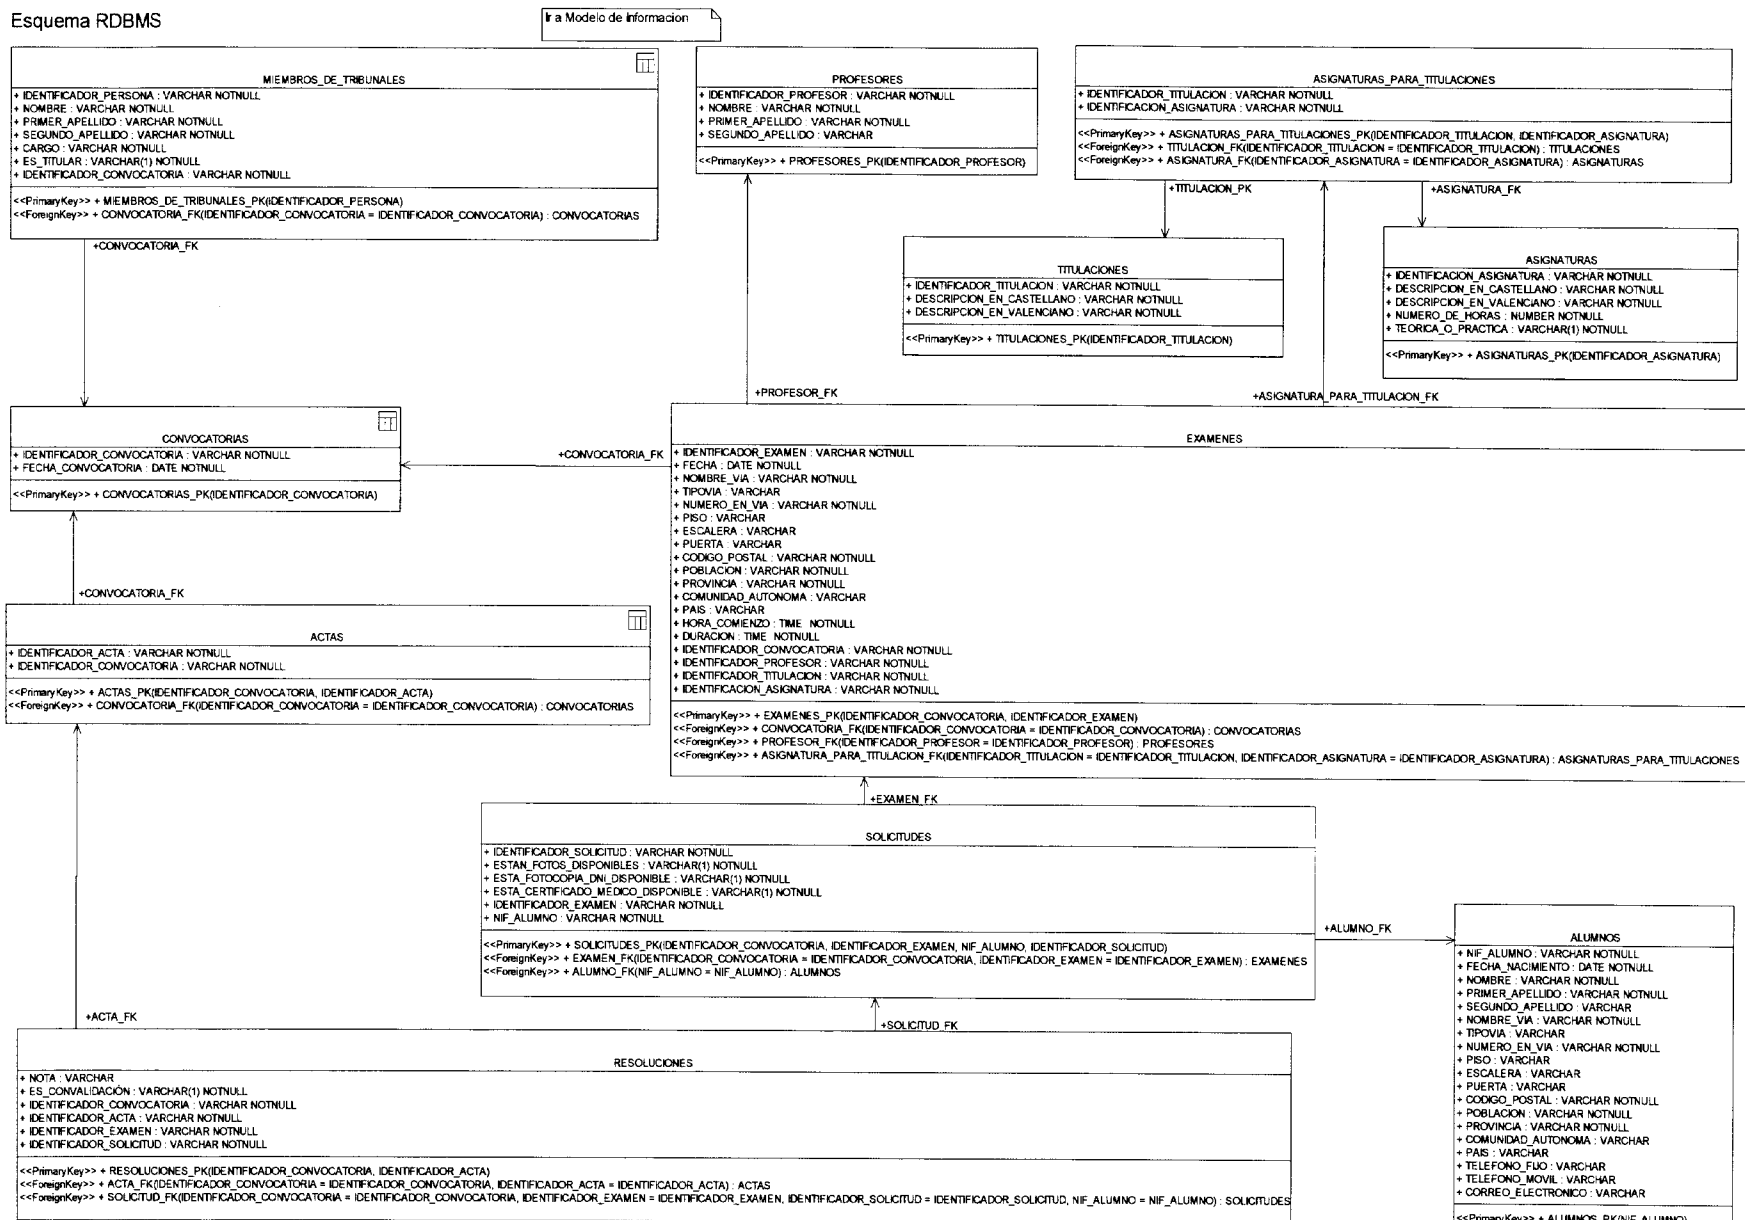 Esquema RDBMS
Ir a Modelo de Informacion
MIEMBROS_DE_TRIBUNALES
+ IDENTIFICADOR_PERSONA : VARCHAR NOTNULL
+ NOMBRE : VARCHAR NOTNULL
+ PRIMER_APELLIDO : VARCHAR NOTNULL
+ SEGUNDO_APELLIDO : VARCHAR NOTNULL
+ CARGO : VARCHAR NOTNULL
+ ES_TITULAR : VARCHAR(1) NOTNULL
+ IDENTIFICADOR_CONVOCATORIA : VARCHAR NOTNULL
<<PrimaryKey>> + MIEMBROS_DE_TRIBUNALES_PK(IDENTIFICADOR_PERSONA)
<<ForeignKey>> + CONVOCATORIA_FK(IDENTIFICADOR_CONVOCATORIA = IDENTIFICADOR_CONVOCATORIA) : CONVOCATORIAS
+CONVOCATORIA_FK
PROFESORES
+ IDENTIFICADOR_PROFESOR : VARCHAR NOTNULL
+ NOMBRE : VARCHAR NOTNULL
+ PRIMER_APELLIDO : VARCHAR NOTNULL
+ SEGUNDO_APELLIDO : VARCHAR
<<PrimaryKey>> + PROFESORES_PK(IDENTIFICADOR_PROFESOR)
ASIGNATURAS_PARA_TITULACIONES
+ IDENTIFICADOR_TITULACION : VARCHAR NOTNULL
+ IDENTIFICACION_ASIGNATURA : VARCHAR NOTNULL
<<PrimaryKey>> + ASIGNATURAS_PARA_TITULACIONES_PK(IDENTIFICADOR_TITULACION, IDENTIFICADOR_ASIGNATURA)
<<ForeignKey>> + TITULACION_FK(IDENTIFICADOR_TITULACION = IDENTIFICADOR_TITULACION) : TITULACIONES
<<ForeignKey>> + ASIGNATURA_FK(IDENTIFICADOR_ASIGNATURA = IDENTIFICADOR_ASIGNATURA) : ASIGNATURAS
+TITULACION_PK
+ASIGNATURA_FK
TITULACIONES
+ IDENTIFICADOR_TITULACION : VARCHAR NOTNULL
+ DESCRIPCION_EN_CASTELLANO : VARCHAR NOTNULL
+ DESCRIPCION_EN_VALENCIANO : VARCHAR NOTNULL
<<PrimaryKey>> + TITULACIONES_PK(IDENTIFICADOR_TITULACION)
ASIGNATURAS
+ IDENTIFICACION_ASIGNATURA : VARCHAR NOTNULL
+ DESCRIPCION_EN_CASTELLANO : VARCHAR NOTNULL
+ DESCRIPCION_EN_VALENCIANO : VARCHAR NOTNULL
+ NUMERO_DE_HORAS : NUMBER NOTNULL
+ TEORICA_O_PRACTICA : VARCHAR(1) NOTNULL
<<PrimaryKey>> + ASIGNATURAS_PK(IDENTIFICADOR_ASIGNATURA)
+PROFESOR_FK
+ASIGNATURA_PARA_TITULACION_FK
CONVOCATORIAS
+ IDENTIFICADOR_CONVOCATORIA : VARCHAR NOTNULL
+ FECHA_CONVOCATORIA : DATE NOTNULL
<<PrimaryKey>> + CONVOCATORIAS_PK(IDENTIFICADOR_CONVOCATORIA)
+CONVOCATORIA_FK
EXAMENES
+ IDENTIFICADOR_EXAMEN : VARCHAR NOTNULL
+ FECHA : DATE NOTNULL
+ NOMBRE_VIA : VARCHAR NOTNULL
+ TIPOVIA : VARCHAR
+ NUMERO_EN_VIA : VARCHAR NOTNULL
+ PISO : VARCHAR
+ ESCALERA : VARCHAR
+ PUERTA : VARCHAR
+ CODIGO_POSTAL : VARCHAR NOTNULL
+ POBLACION : VARCHAR NOTNULL
+ PROVINCIA : VARCHAR NOTNULL
+ COMUNIDAD_AUTONOMA : VARCHAR
+ PAIS : VARCHAR
+ HORA_COMIENZO : TIME NOTNULL
+ DURACION : TIME NOTNULL
+ IDENTIFICADOR_CONVOCATORIA : VARCHAR NOTNULL
+ IDENTIFICADOR_PROFESOR : VARCHAR NOTNULL
+ IDENTIFICADOR_TITULACION : VARCHAR NOTNULL
+ IDENTIFICACION_ASIGNATURA : VARCHAR NOTNULL
<<PrimaryKey>> + EXAMENES_PK(IDENTIFICADOR_CONVOCATORIA, IDENTIFICADOR_EXAMEN)
<<ForeignKey>> + CONVOCATORIA_FK(IDENTIFICADOR_CONVOCATORIA = IDENTIFICADOR_CONVOCATORIA) : CONVOCATORIAS
<<ForeignKey>> + PROFESOR_FK(IDENTIFICADOR_PROFESOR = IDENTIFICADOR_PROFESOR) : PROFESORES
<<ForeignKey>> + ASIGNATURA_PARA_TITULACION_FK(IDENTIFICADOR_TITULACION = IDENTIFICADOR_TITULACION, IDENTIFICADOR_ASIGNATURA = IDENTIFICADOR_ASIGNATURA) : ASIGNATURAS_PARA_TITULACIONES
+CONVOCATORIA_FK
ACTAS
+ IDENTIFICADOR_ACTA : VARCHAR NOTNULL
+ IDENTIFICADOR_CONVOCATORIA : VARCHAR NOTNULL
<<PrimaryKey>> + ACTAS_PK(IDENTIFICADOR_CONVOCATORIA, IDENTIFICADOR_ACTA)
<<ForeignKey>> + CONVOCATORIA_FK(IDENTIFICADOR_CONVOCATORIA = IDENTIFICADOR_CONVOCATORIA) : CONVOCATORIAS
+EXAMEN_FK
SOLICITUDES
+ IDENTIFICADOR_SOLICITUD : VARCHAR NOTNULL
+ ESTAN_FOTOS_DISPONIBLES : VARCHAR(1) NOTNULL
+ ESTA_FOTOCOPIA_DNI_DISPONIBLE : VARCHAR(1) NOTNULL
+ ESTA_CERTIFICADO_MEDICO_DISPONIBLE : VARCHAR(1) NOTNULL
+ IDENTIFICADOR_EXAMEN : VARCHAR NOTNULL
+ NIF_ALUMNO : VARCHAR NOTNULL
<<PrimaryKey>> + SOLICITUDES_PK(IDENTIFICADOR_CONVOCATORIA, IDENTIFICADOR_EXAMEN, NIF_ALUMNO, IDENTIFICADOR_SOLICITUD)
<<ForeignKey>> + EXAMEN_FK(IDENTIFICADOR_CONVOCATORIA = IDENTIFICADOR_CONVOCATORIA, IDENTIFICADOR_EXAMEN = IDENTIFICADOR_EXAMEN) : EXAMENES
<<ForeignKey>> + ALUMNO_FK(NIF_ALUMNO = NIF_ALUMNO) : ALUMNOS
+ALUMNO_FK
ALUMNOS
+ NIF_ALUMNO : VARCHAR NOTNULL
+ FECHA_NACIMIENTO : DATE NOTNULL
+ NOMBRE : VARCHAR NOTNULL
+ PRIMER_APELLIDO : VARCHAR NOTNULL
+ SEGUNDO_APELLIDO : VARCHAR
+ NOMBRE_VIA : VARCHAR NOTNULL
+ TIPOVIA : VARCHAR
+ NUMERO_EN_VIA : VARCHAR NOTNULL
+ PISO : VARCHAR
+ ESCALERA : VARCHAR
+ PUERTA : VARCHAR
+ CODIGO_POSTAL : VARCHAR NOTNULL
+ POBLACION : VARCHAR NOTNULL
+ PROVINCIA : VARCHAR NOTNULL
+ COMUNIDAD_AUTONOMA : VARCHAR
+ PAIS : VARCHAR
+ TELEFONO_FIJO : VARCHAR
+ TELEFONO_MOVIL : VARCHAR
+ CORREO_ELECTRONICO : VARCHAR
<<PrimaryKey>> + ALUMNOS_PK(NIF_ALUMNO)
+ACTA_FK
+SOLICITUD_FK
RESOLUCIONES
+ NOTA : VARCHAR
+ ES_CONVALIDACIÓN : VARCHAR(1) NOTNULL
+ IDENTIFICADOR_CONVOCATORIA : VARCHAR NOTNULL
+ IDENTIFICADOR_ACTA : VARCHAR NOTNULL
+ IDENTIFICADOR_EXAMEN : VARCHAR NOTNULL
+ IDENTIFICADOR_SOLICITUD : VARCHAR NOTNULL
<<PrimaryKey>> + RESOLUCIONES_PK(IDENTIFICADOR_CONVOCATORIA, IDENTIFICADOR_ACTA)
<<ForeignKey>> + ACTA_FK(IDENTIFICADOR_CONVOCATORIA = IDENTIFICADOR_CONVOCATORIA, IDENTIFICADOR_ACTA = IDENTIFICADOR_ACTA) : ACTAS
<<ForeignKey>> + SOLICITUD_FK(IDENTIFICADOR_CONVOCATORIA = IDENTIFICADOR_CONVOCATORIA, IDENTIFICADOR_EXAMEN = IDENTIFICADOR_EXAMEN, IDENTIFICADOR_SOLICITUD = IDENTIFICADOR_SOLICITUD, NIF_ALUMNO = NIF_ALUMNO) : SOLICITUDES